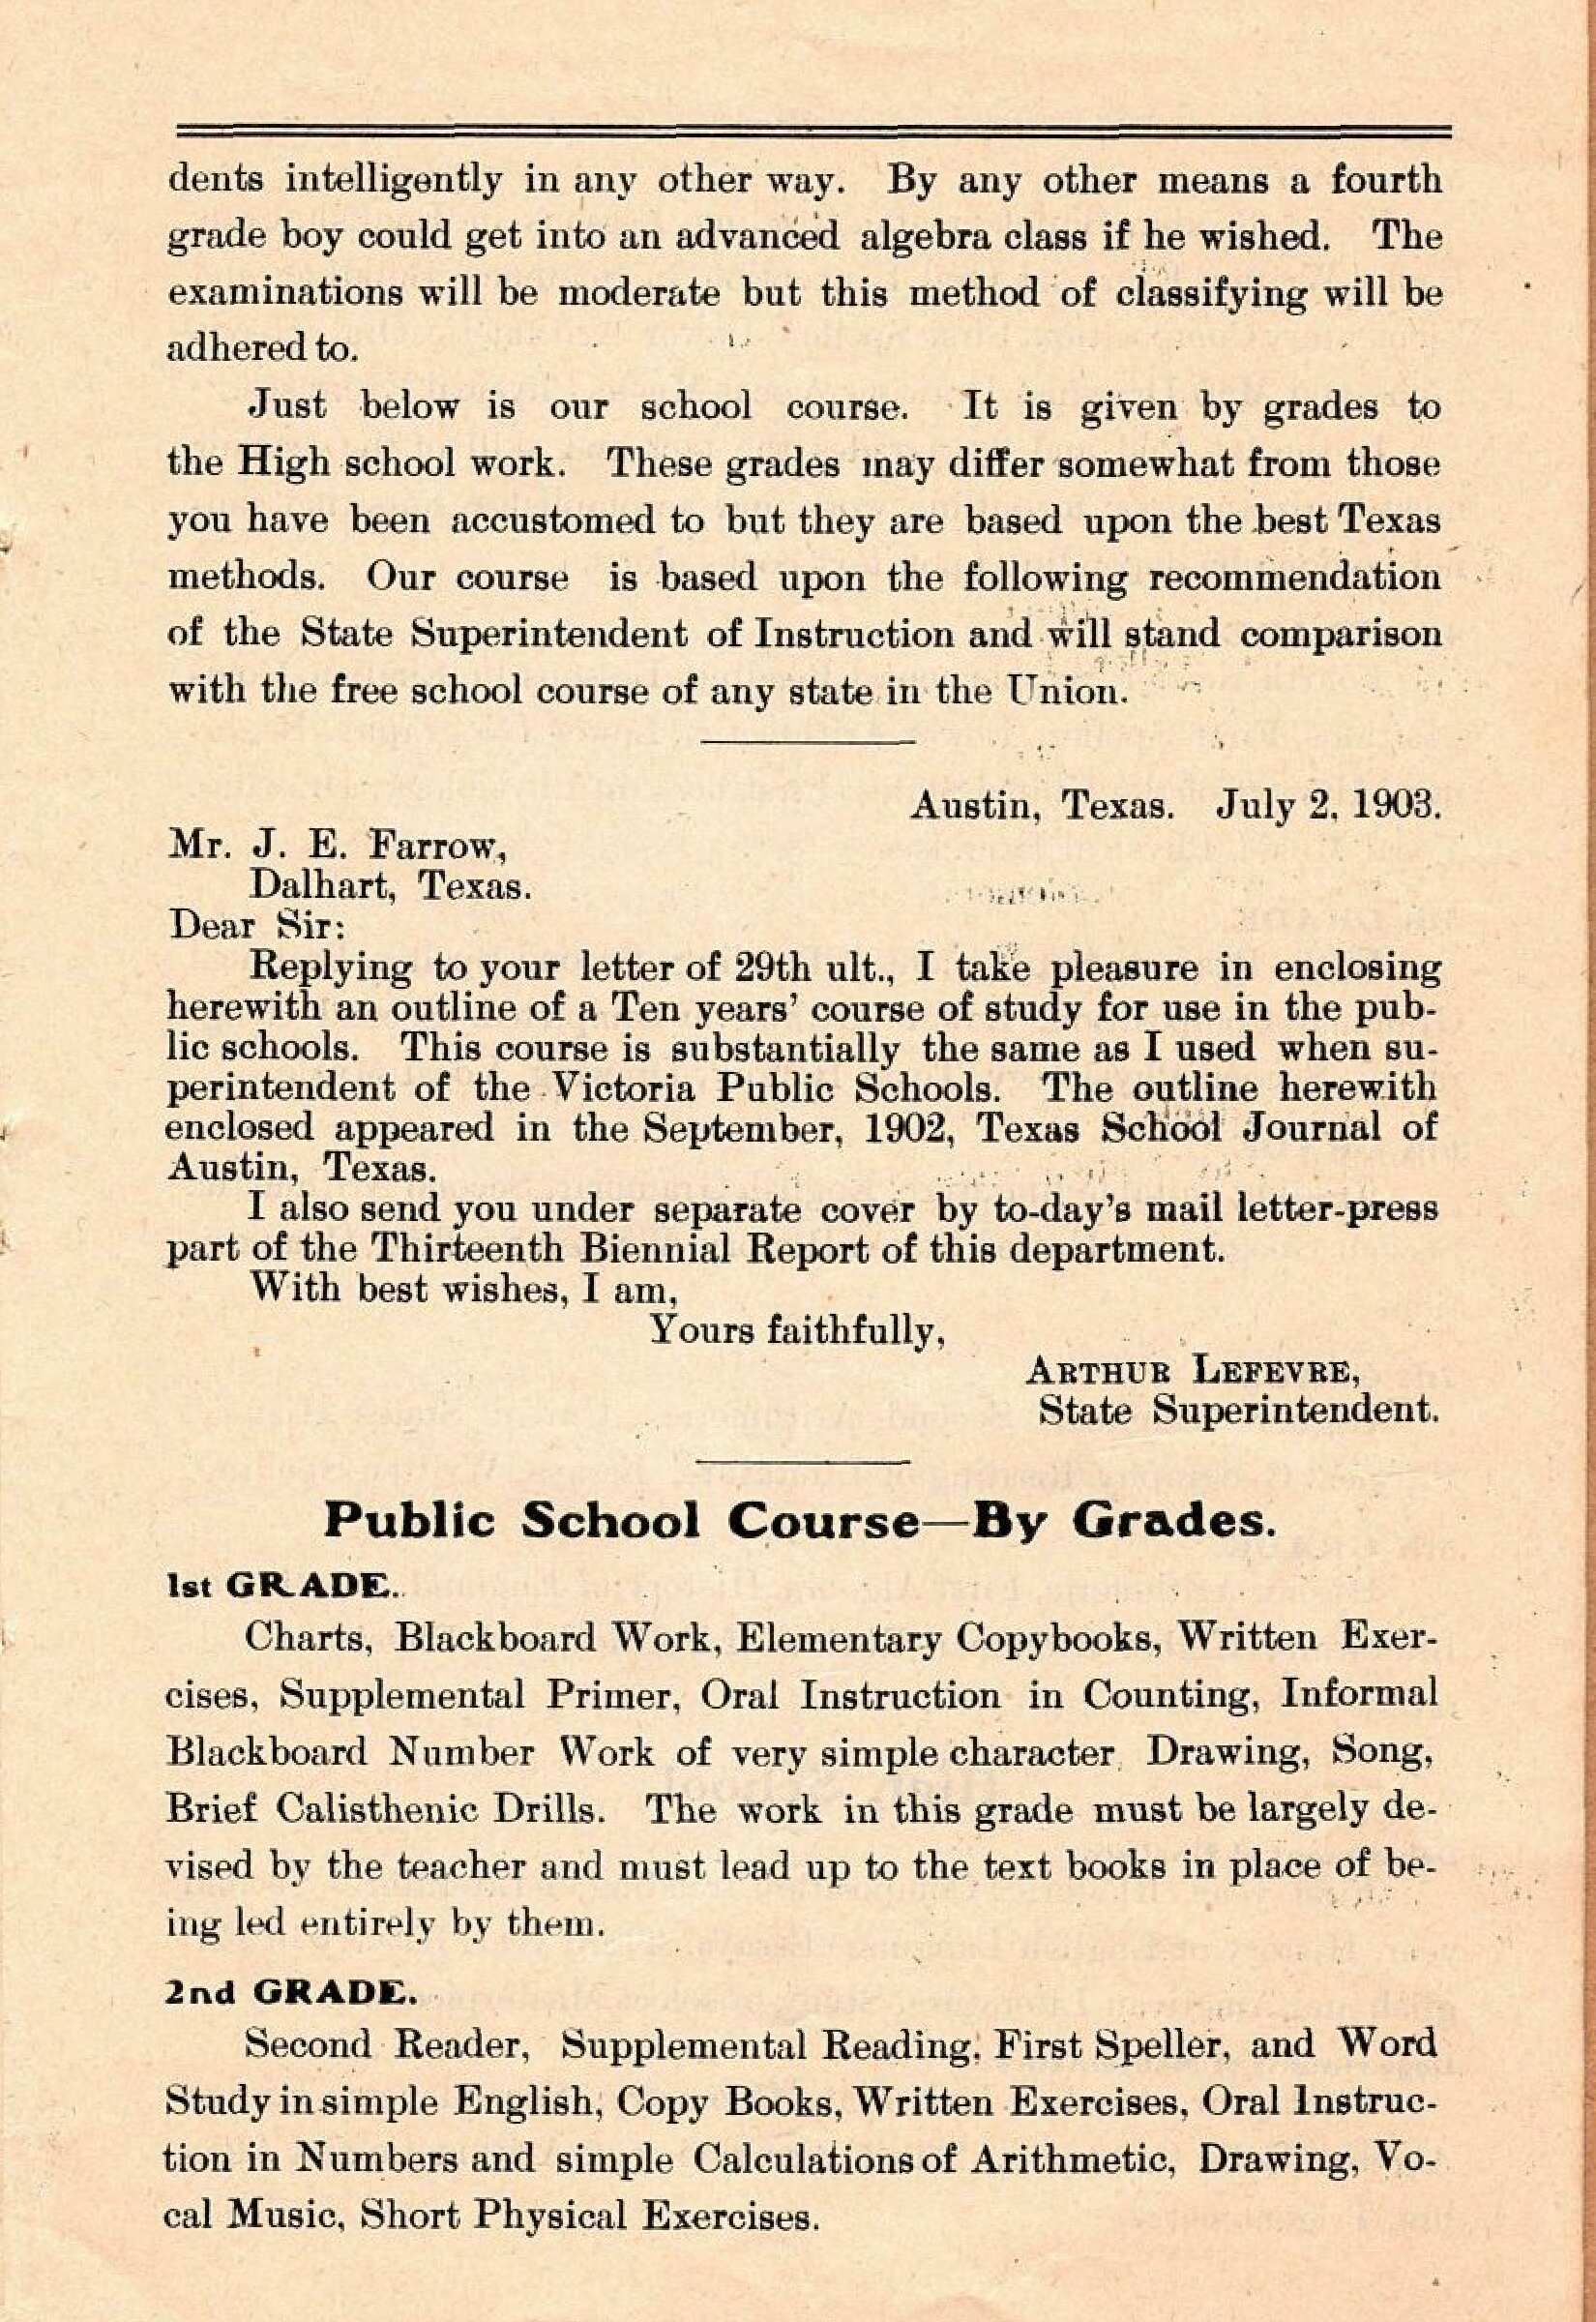 dents intelligently in any other way. By any other means a fourth
grade boy could get into an advanced algebra class if he wished. The
examinations will be moderate but this method of classifying will be
adhered to.
Just below is our school course. It is given by grades to
the High school work. These grades may differ somewhat from those
you have been accustomed to but they are based upon the best Texas
methods. Our course is based upon the following recommendation
of the State Superintendent of Instruction and will stand comparison
with the free school course of any state in the Union.
Austin, Texas. July 2, 1903.
Mr. J. E. Farrow,
Dalhart, Texas.
Dear Sir:
Replying to your letter of 29th ult., I take pleasure in enclosing
herewith an outline of a Ten years' course of study for use in the pub-
lic schools. This course is substantially the same as I used when su-
perintendent of the Victoria Public Schools. The outline herewith
enclosed appeared in the September, 1902, Texas School Journal of
Austin, Texas.
I also send you under separate cover by to-day's mail letter-press
part of the Thirteenth Biennial Report of this department.
With best wishes, I am,
Yours faithfully,
ARTHUR LEFEVRE,
State Superintendent.
Public School Course—By Grades.
1st GRADE.
Charts, Blackboard Work, Elementary Copybooks, Written Exer-
cises, Supplemental Primer, Oral Instruction in Counting, Informal
Blackboard Number Work of very simple character, Drawing, Song,
Brief Calisthenic Drills. The work in this grade must be largely de-
vised by the teacher and must lead up to the text books in place of be-
ing led entirely by them.
2nd GRADE.
Second Reader, Supplemental Reading, First Speller, and Word
Study in simple English, Copy Books, Written Exercises, Oral Instruc-
tion in Numbers and simple Calculations of Arithmetic, Drawing, Vo-
cal Music, Short Physical Exercises.